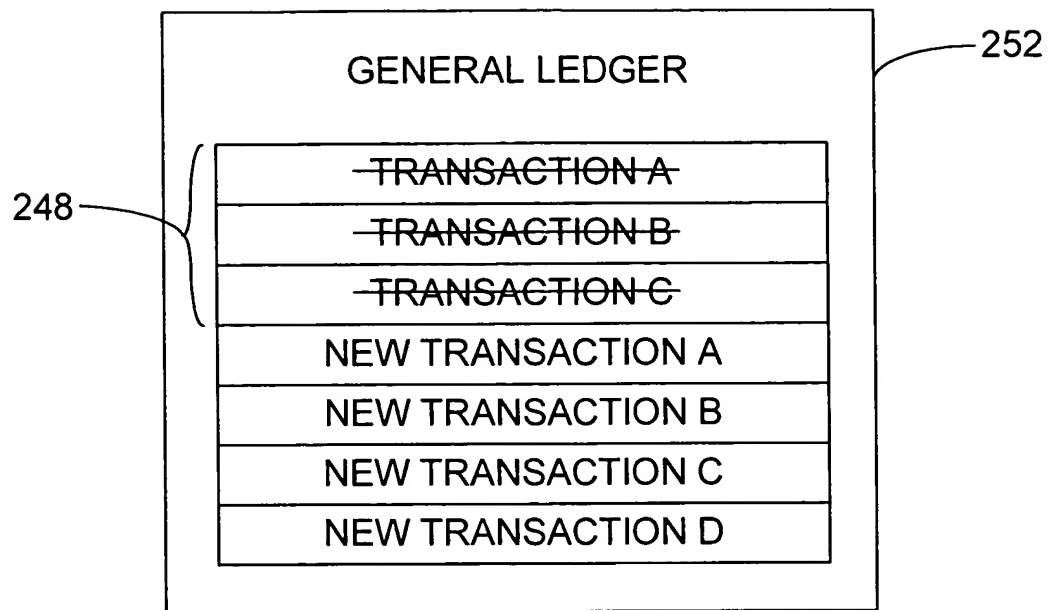 252
GENERAL LEDGER
TRANSACTION A
248
TRANSACTION B
TRANSACTION C
NEW TRANSACTION A
NEW TRANSACTION B
NEW TRANSACTION C
NEW TRANSACTION D